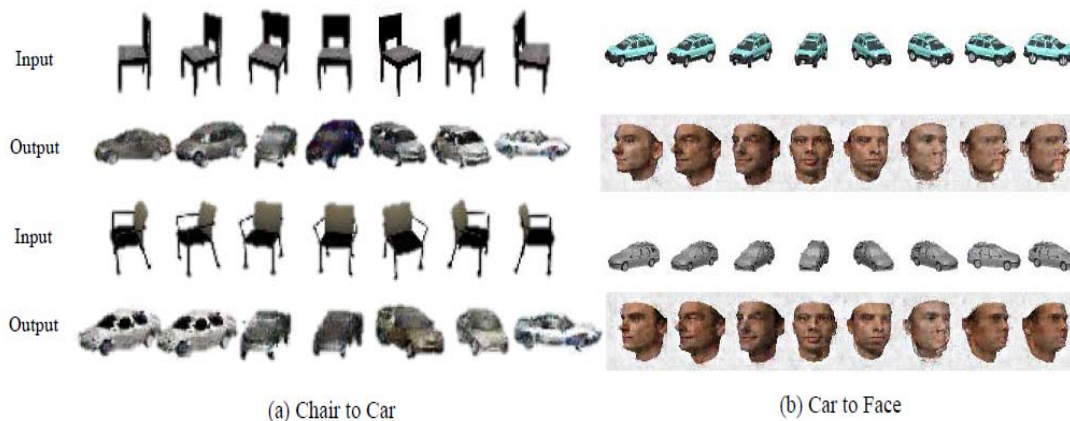 Input
Output
Input
Output
(a) Chair to Car
(b) Car to Face